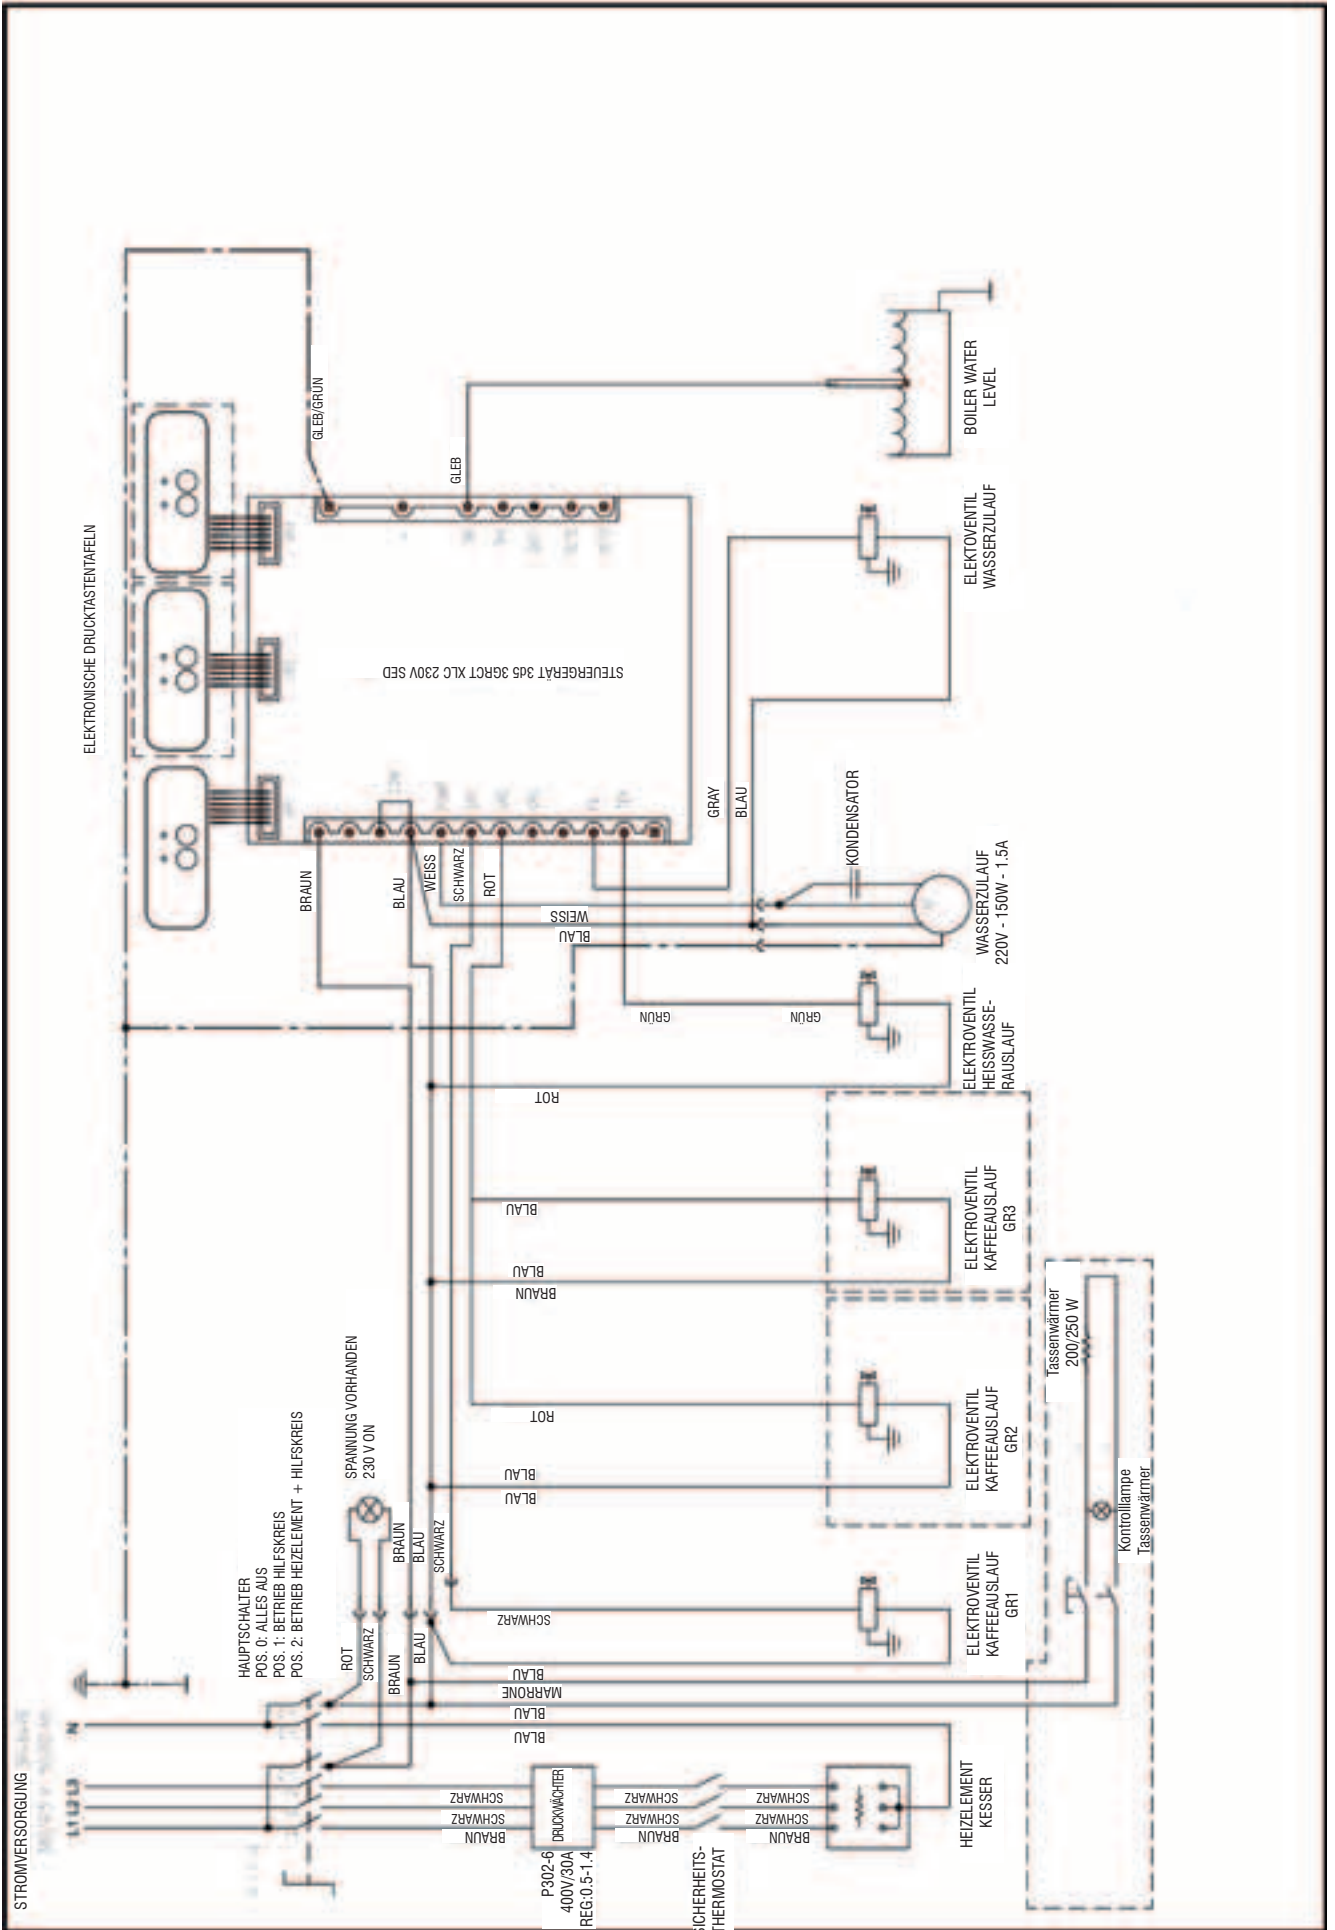 STROMVERSORGUNG
L1 L2 L3
N
HAUPTSCHALTER
POS. 0: ALLES AUS
POS. 1: BETRIEB HILFSKREIS
POS. 2: BETRIEB HEIZELEMENT + HILFSKREIS
SPANNUNG VORHANDEN
230 V ON
ELEKTRONISCHE DRUCKTASTENTAFELN
GLEB/GRÜN
GLEB
STEUERGERÄT 3d5 3GRCT XLC 230V SED
BRAUN
BLAU
WEISS
SCHWARZ
ROT
GRAY
BLAU
WEISS
BLAU
KONDENSATOR
GRÜN
GRÜN
ROT
BLAU
BLAU
BRAUN
ROT
BLAU
BLAU
BRAUN
BLAU
SCHWARZ
ROT
SCHWARZ
BRAUN
BLAU
SCHWARZ
BLAU
MARRONE
BLAU
BLAU
SCHWARZ
SCHWARZ
BRAUN
P302-6
400V/30A
REG:0.5-1.4
DRUCKWÄCHTER
SCHWARZ
SCHWARZ
BRAUN
SICHERHEITS-
THERMOSTAT
SCHWARZ
SCHWARZ
BRAUN
HEIZELEMENT
KESSER
ELEKTROVENTIL
KAFFEEAUSLAUF
GR1
ELEKTROVENTIL
KAFFEEAUSLAUF
GR2
ELEKTROVENTIL
KAFFEEAUSLAUF
GR3
ELEKTROVENTIL
HEISSWASSE-
RAUSLAUF
WASSERZULAUF
220V - 150W - 1.5A
ELEKTOVENTIL
WASSERZULAUF
BOILER WATER
LEVEL
Tassenwärmer
200/250 W
Kontrolllampe
Tassenwärmer